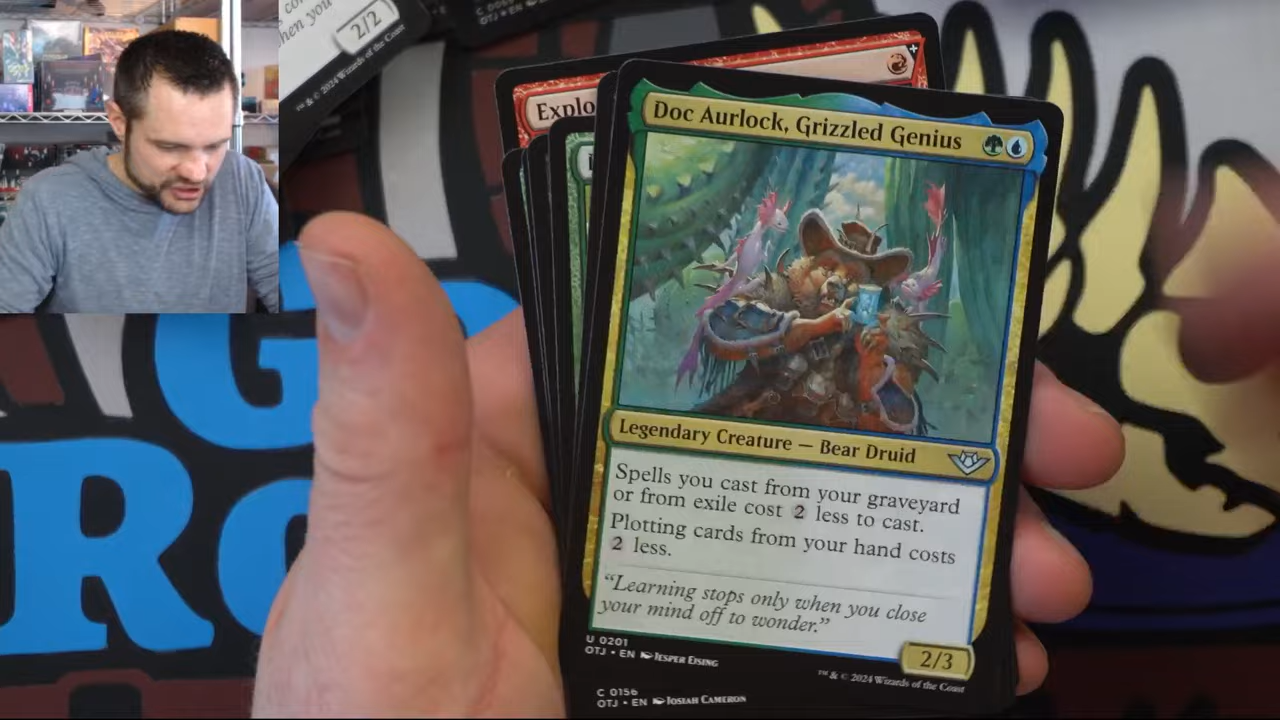 2/2
™ & © 2024 Wizards of the Coast
Explo
Doc Aurlock, Grizzled Genius
Legendary Creature — Bear Druid
Spells you cast from your graveyard
or from exile cost 2 less to cast.
Plotting cards from your hand costs
2 less.
“Learning stops only when you close
your mind off to wonder.”
2/3
U 0201
OTJ • EN Jesper Ejsing
™ & © 2024 Wizards of the Coast
C 0156
OTJ • EN Josiah Cameron